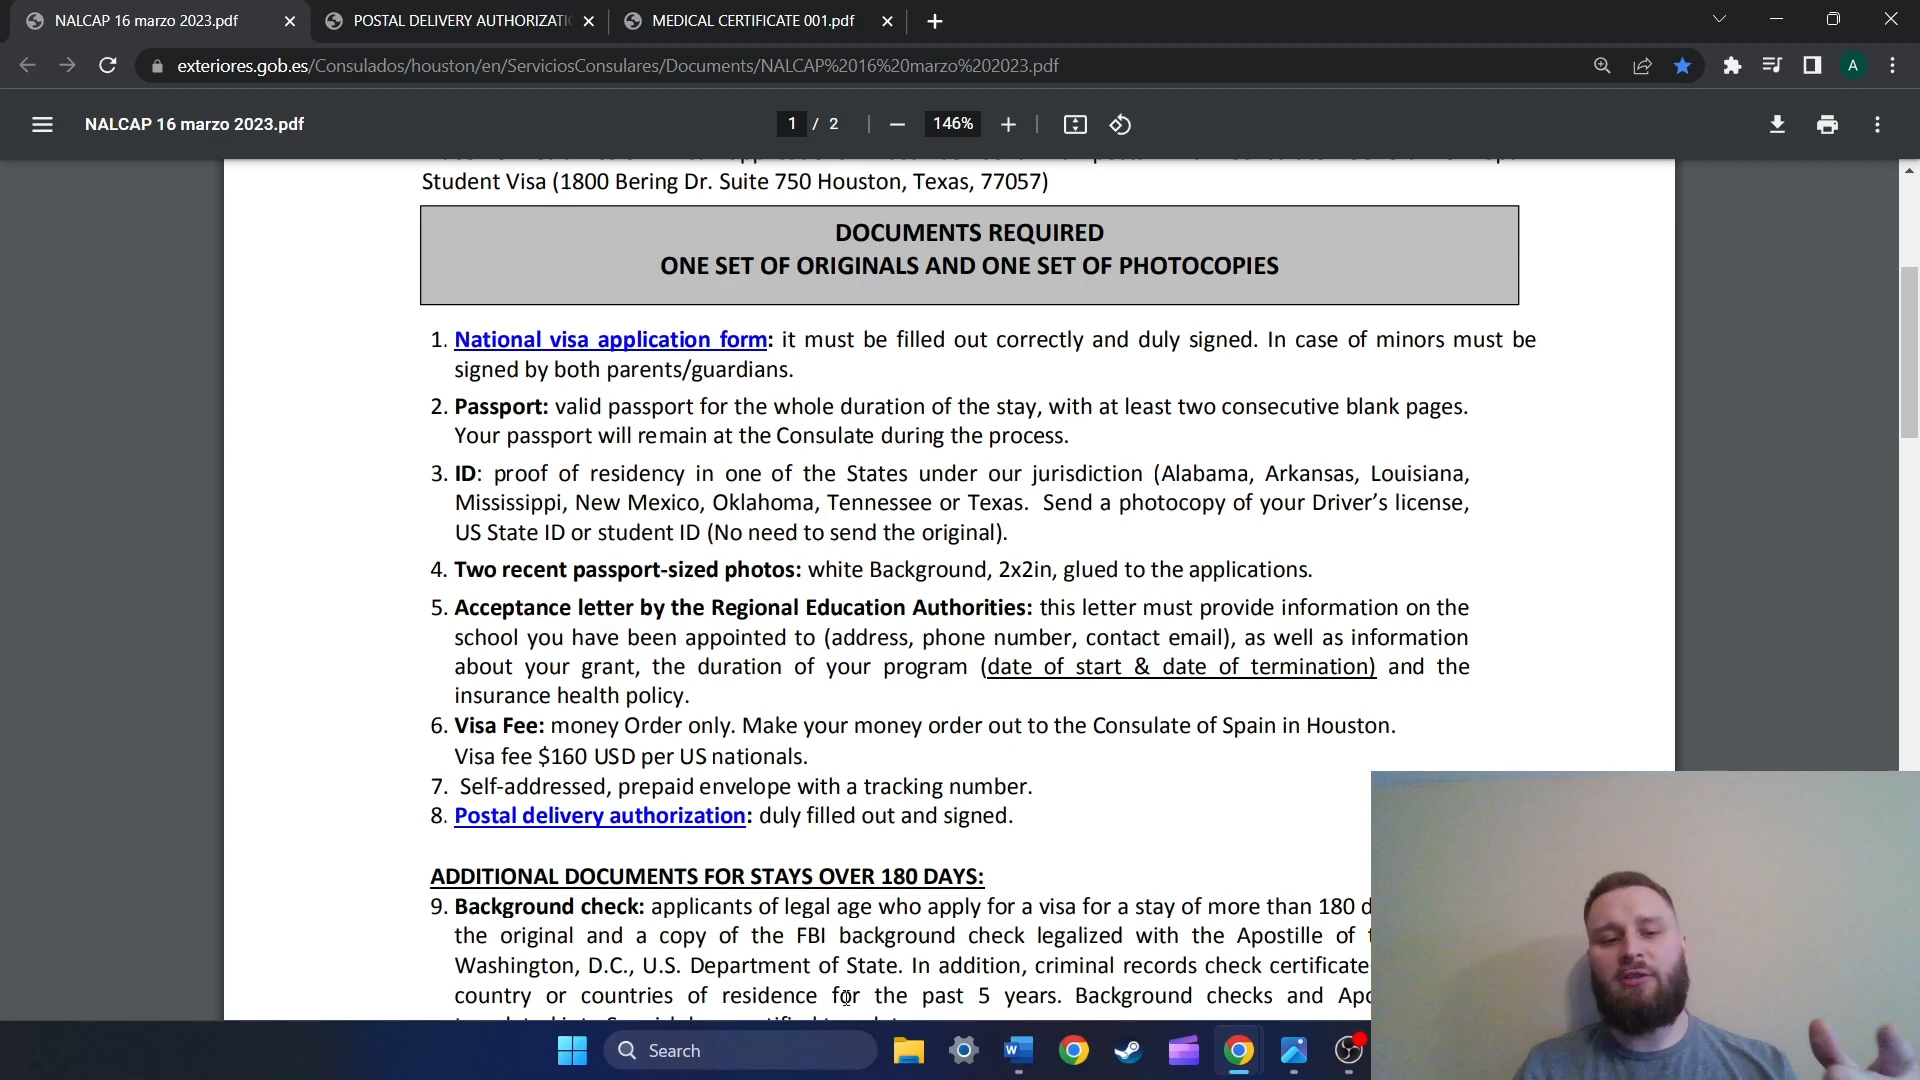 NALCAP 16 marzo 2023.pdf
POSTAL DELIVERY AUTHORIZATI
MEDICAL CERTIFICATE 001.pdf
exteriores.gob.es/Consulados/houston/en/ServiciosConsulares/Documents/NALCAP%2016%20marzo%202023.pdf
A
NALCAP 16 marzo 2023.pdf
1 / 2
146%
Student Visa (1800 Bering Dr. Suite 750 Houston, Texas, 77057)
DOCUMENTS REQUIRED
ONE SET OF ORIGINALS AND ONE SET OF PHOTOCOPIES
1. National visa application form: it must be filled out correctly and duly signed. In case of minors must be
signed by both parents/guardians.
2. Passport: valid passport for the whole duration of the stay, with at least two consecutive blank pages.
Your passport will remain at the Consulate during the process.
3. ID: proof of residency in one of the States under our jurisdiction (Alabama, Arkansas, Louisiana,
Mississippi, New Mexico, Oklahoma, Tennessee or Texas. Send a photocopy of your Driver's license,
US State ID or student ID (No need to send the original).
4. Two recent passport-sized photos: white Background, 2x2in, glued to the applications.
5. Acceptance letter by the Regional Education Authorities: this letter must provide information on the
school you have been appointed to (address, phone number, contact email), as well as information
about your grant, the duration of your program (date of start & date of termination) and the
insurance health policy.
6. Visa Fee: money Order only. Make your money order out to the Consulate of Spain in Houston.
Visa fee $160 USD per US nationals.
7. Self-addressed, prepaid envelope with a tracking number.
8. Postal delivery authorization: duly filled out and signed.
ADDITIONAL DOCUMENTS FOR STAYS OVER 180 DAYS:
9. Background check: applicants of legal age who apply for a visa for a stay of more than 180 d
the original and a copy of the FBI background check legalized with the Apostille of
Washington, D.C., U.S. Department of State. In addition, criminal records check certificate
country or countries of residence for the past 5 years. Background checks and Apo
Search